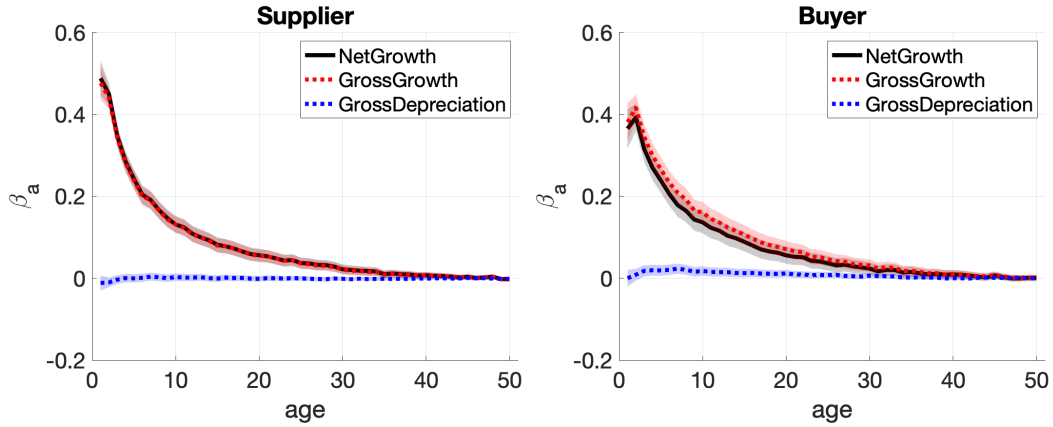 Supplier
0.6
0.4
0.2
0
-0.2
βa
NetGrowth
GrossGrowth
GrossDepreciation
0 10 20 30 40 50
age
Buyer
0.6
0.4
0.2
0
-0.2
βa
NetGrowth
GrossGrowth
GrossDepreciation
0 10 20 30 40 50
age